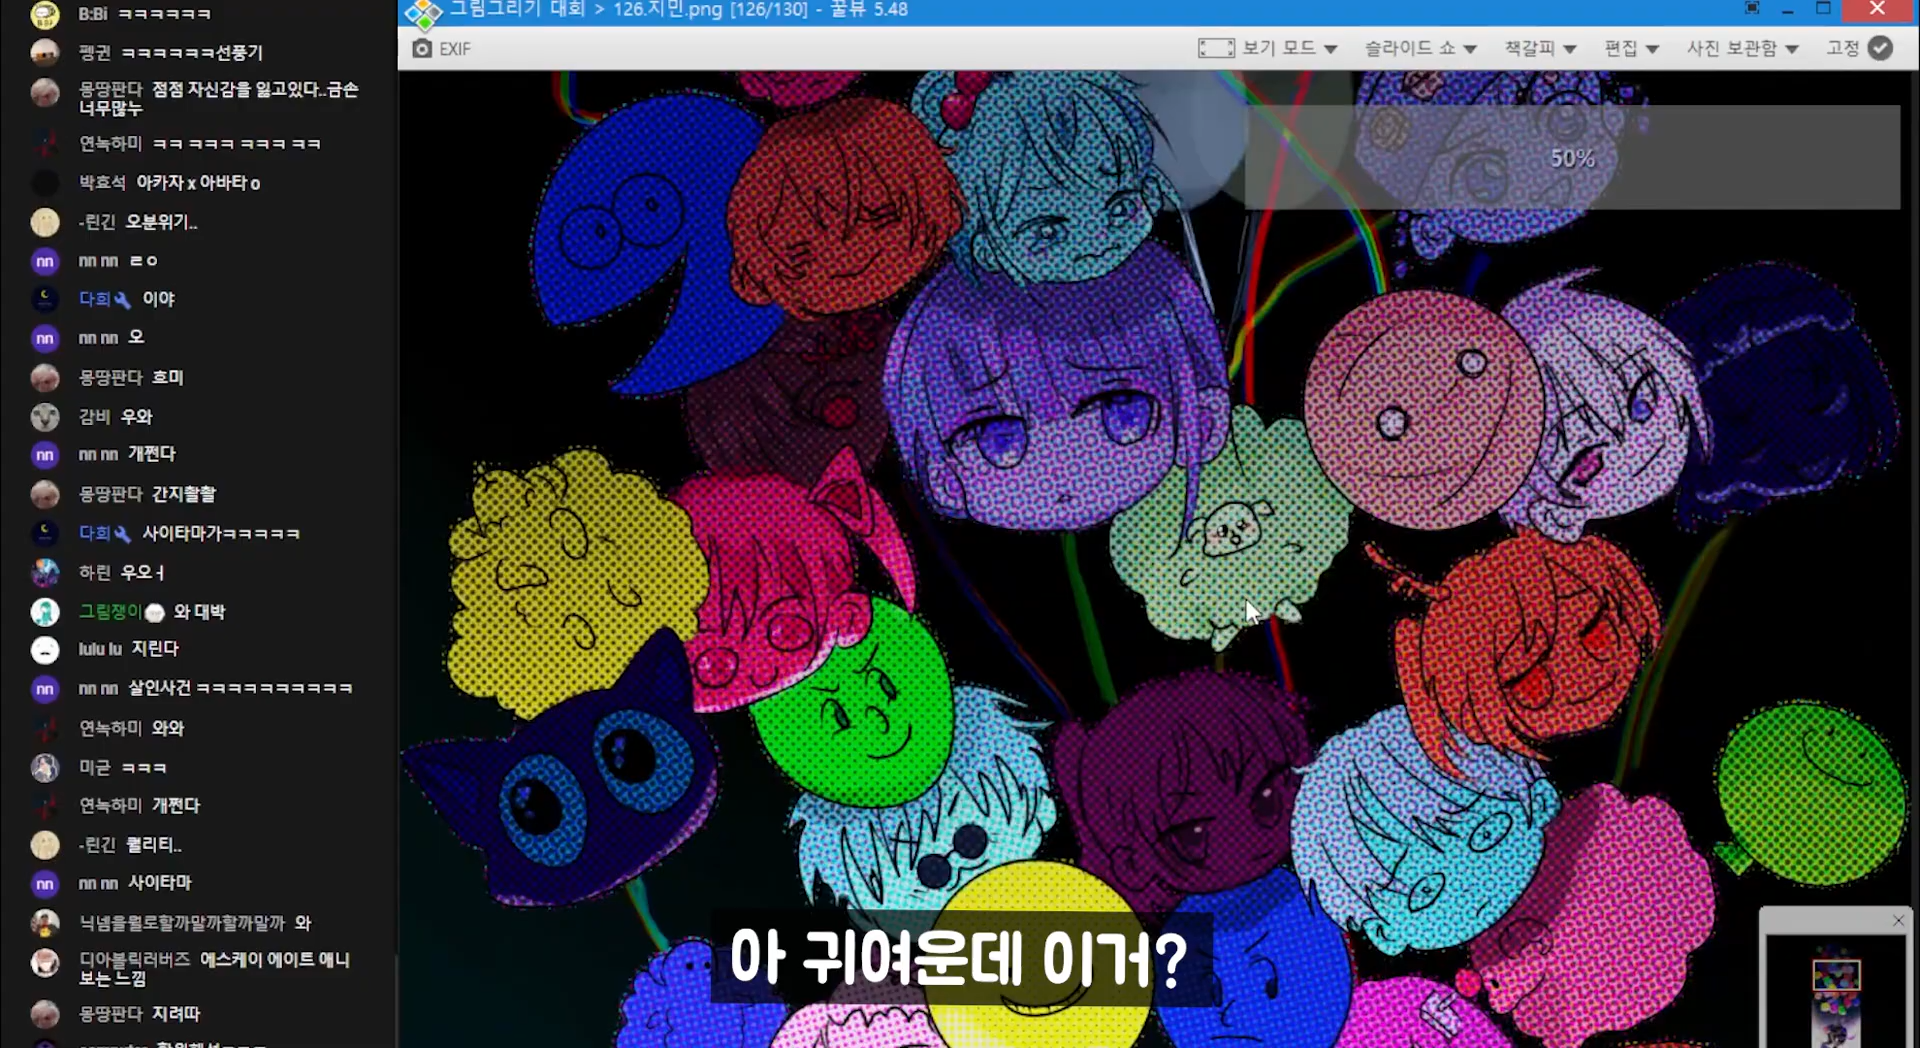 B:Bi ㅋㅋㅋㅋㅋㅋ
펭귄 ㅋㅋㅋㅋㅋㅋ선풍기
몽땅판다 점점 자신감을 잃고있다..금손
너무많누
연녹하미 ㅋㅋ ㅋㅋㅋ ㅋㅋㅋ ㅋㅋ
박효석 아카자 x 아바타 o
-린긴 오분위기..
nn nn ㄹㅇ
다희 이야
nn nn 오
몽땅판다 흐미
감비 우와
nn nn 개쩐다
몽땅판다 간지촬촬
다희 사이타마가ㅋㅋㅋㅋㅋ
하린 우오ㅓ
그림쟁이 와 대박
lulu lu 지린다
nn nn 살인사건 ㅋㅋㅋㅋㅋㅋㅋㅋㅋㅋ
연녹하미 와와
미균 ㅋㅋㅋ
연녹하미 개쩐다
-린긴 퀄리티..
nn nn 사이타마
닉넴을뭘로할까말까할까말까 와
디아볼릭러버즈 에스케이 에이트 애니
보는 느낌
몽땅판다 지려따
그림그리기 대회 > 126.지민.png [126/130] - 꿀뷰 5.48
EXIF 보기 모드 슬라이드 쇼 책갈피 편집 사진 보관함 고정
50%
아 귀여운데 이거?